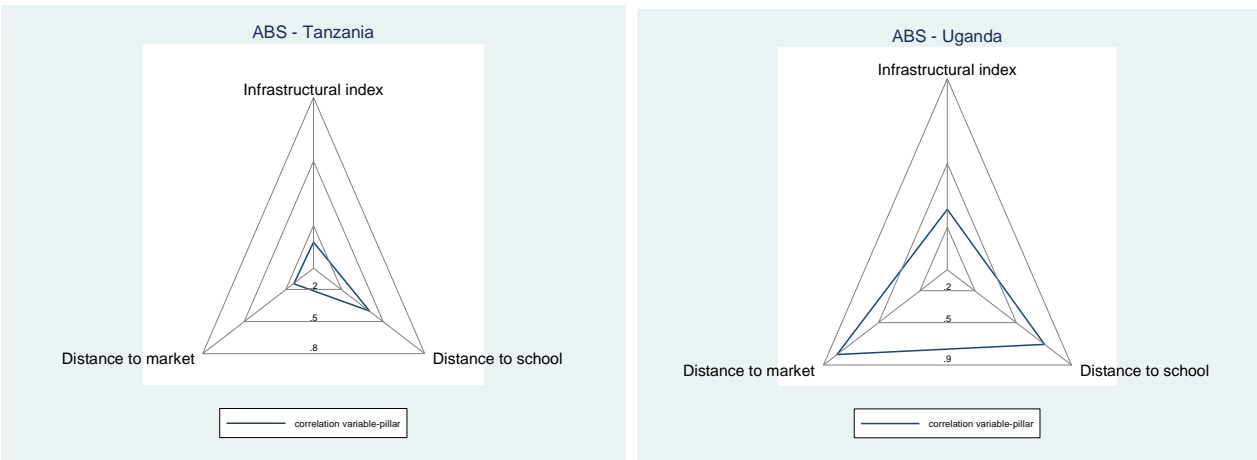 ABS - Tanzania
Infrastructural index
.2
.5
.8
Distance to market
Distance to school
correlation variable-pillar
ABS - Uganda
Infrastructural index
.2
.5
.9
Distance to market
Distance to school
correlation variable-pillar